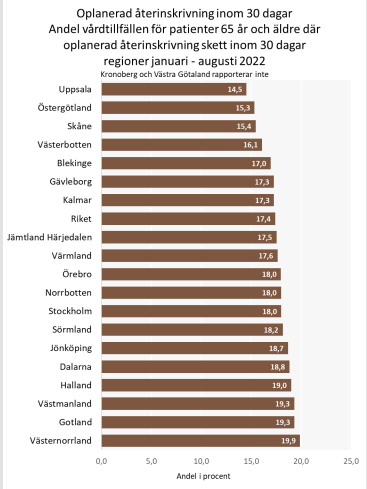 Oplanerad återinskrivning inom 30 dagar
Andel vårdtillfällen för patienter 65 år och äldre där
oplanerad återinskrivning skett inom 30 dagar
regioner januari - augusti 2022
Kronoberg och Västra Götaland rapporterar inte
Uppsala 14,5
Östergötland 15,3
Skåne 15,4
Västerbotten 16,1
Blekinge 17,0
Gävleborg 17,3
Kalmar 17,3
Riket 17,4
Jämtland Härjedalen 17,5
Värmland 17,6
Örebro 18,0
Norrbotten 18,0
Stockholm 18,0
Sörmland 18,2
Jönköping 18,7
Dalarna 18,8
Halland 19,0
Västmanland 19,3
Gotland 19,3
Västernorrland 19,9
0,0 5,0 10,0 15,0 20,0 25,0
Andel i procent